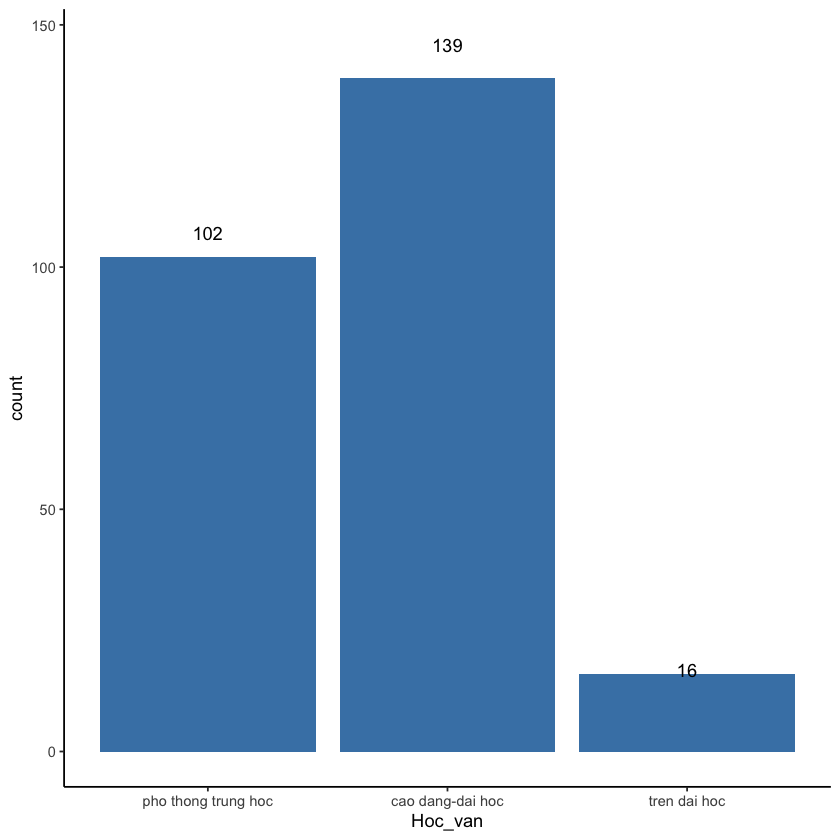 150
139
102
100
count
50
16
0
pho thong trung hoc
cao dang-dai hoc
tren dai hoc
Hoc_van